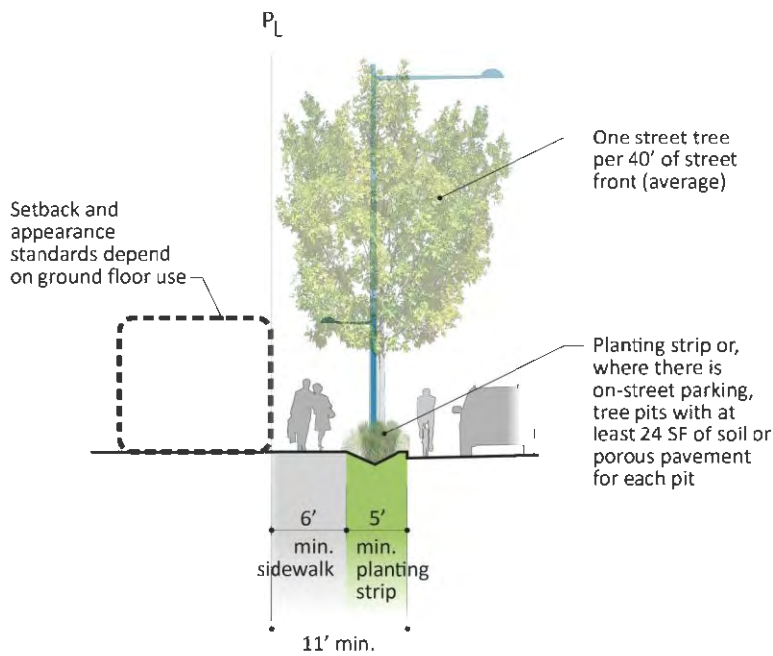 PL
One street tree
per 40' of street
front (average)
Setback and
appearance
standards depend
on ground floor use
Planting strip or,
where there is
on-street parking,
tree pits with at
least 24 SF of soil or
porous pavement
for each pit
6' 5'
min. min.
sidewalk planting
strip
11' min.